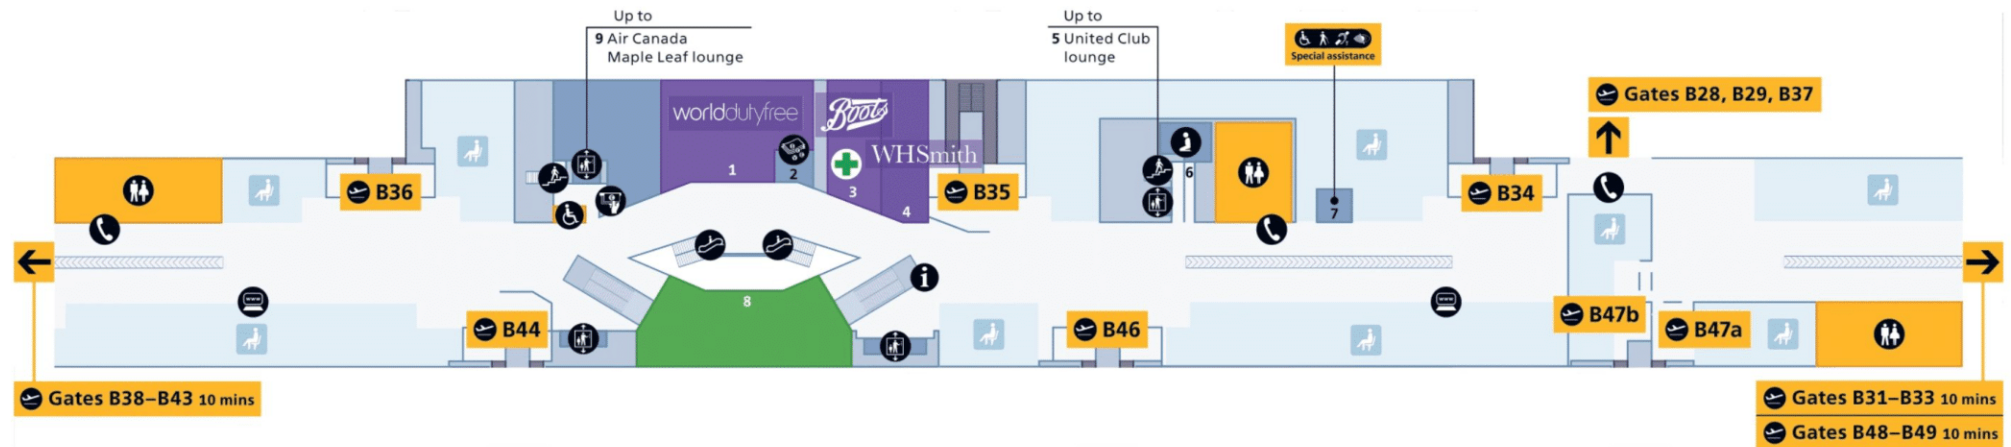 Up to
9 Air Canada
Maple Leaf lounge
Up to
5 United Club
lounge
Special assistance
Gates B28, B29, B37
worlddutyfree
Boots
WHSmith
1
2
3
4
6
7
B36
B35
B34
www
www
8
i
B44
B46
B47b
B47a
Gates B38–B43 10 mins
Gates B31–B33 10 mins
Gates B48–B49 10 mins